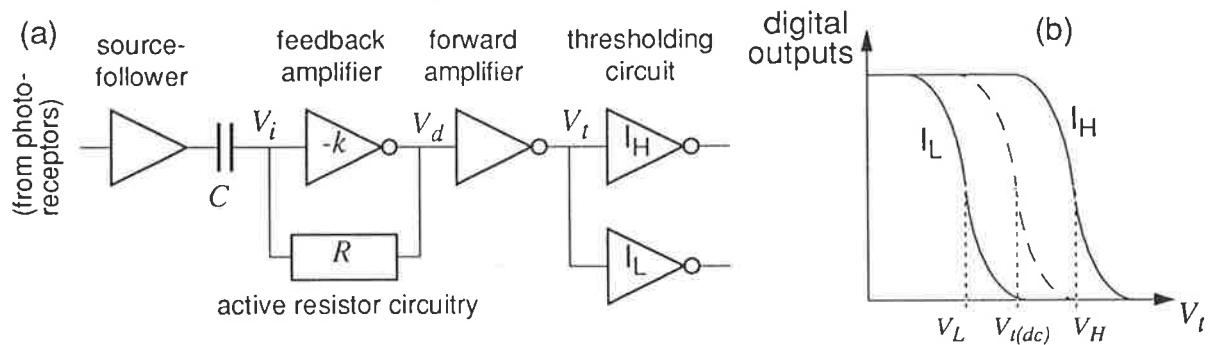 (a)
source-
follower
feedback
amplifier
forward
amplifier
thresholding
circuit
(from photo-
receptors)
C
V_i
-k
V_d
V_t
I_H
I_L
R
active resistor circuitry
digital
outputs
(b)
I_L
I_H
V_L
V_t(dc)
V_H
V_t